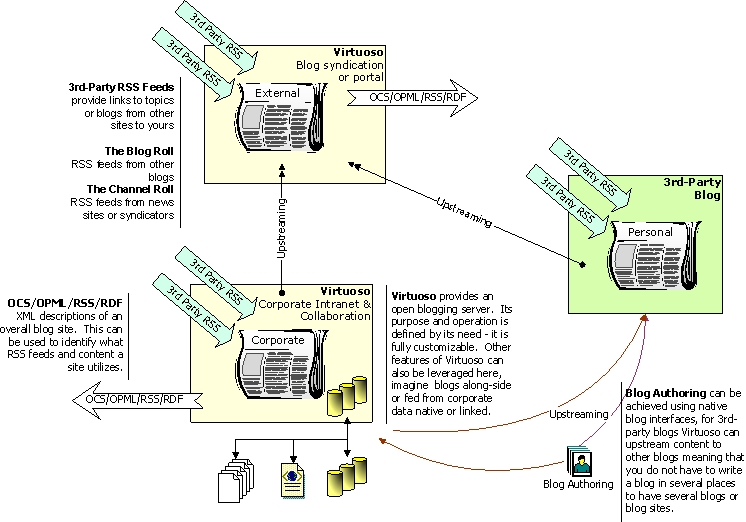 3rd Party RSS
3rd Party RSS
Virtuoso
Blog syndication
or portal
External
OCS/OPML/RSS/RDF
3rd-Party RSS Feeds
provide links to topics
or blogs from other
sites to yours
The Blog Roll
RSS feeds from other
blogs
The Channel Roll
RSS feeds from news
sites or syndicators
Upstreaming
Upstreaming
3rd Party RSS
3rd Party RSS
3rd-Party
Blog
Personal
3rd Party RSS
3rd Party RSS
Virtuoso
Corporate Intranet &
Collaboration
Corporate
OCS/OPML/RSS/RDF
XML descriptions of an
overall blog site.  This can
be used to identify what
RSS feeds and content a
site utilizes.
OCS/OPML/RSS/RDF
Virtuoso provides an
open blogging server.  Its
purpose and operation is
defined by its need - it is
fully customizable.  Other
features of Virtuoso can
also be leveraged here,
imagine  blogs along-side
or fed from corporate
data native or linked.
Upstreaming
Blog Authoring
Blog Authoring can be
achieved using native
blog interfaces, for 3rd-
party blogs Virtuoso can
upstream content to
other blogs meaning that
you do not have to write
a blog in several places
to have several blogs or
blog sites.